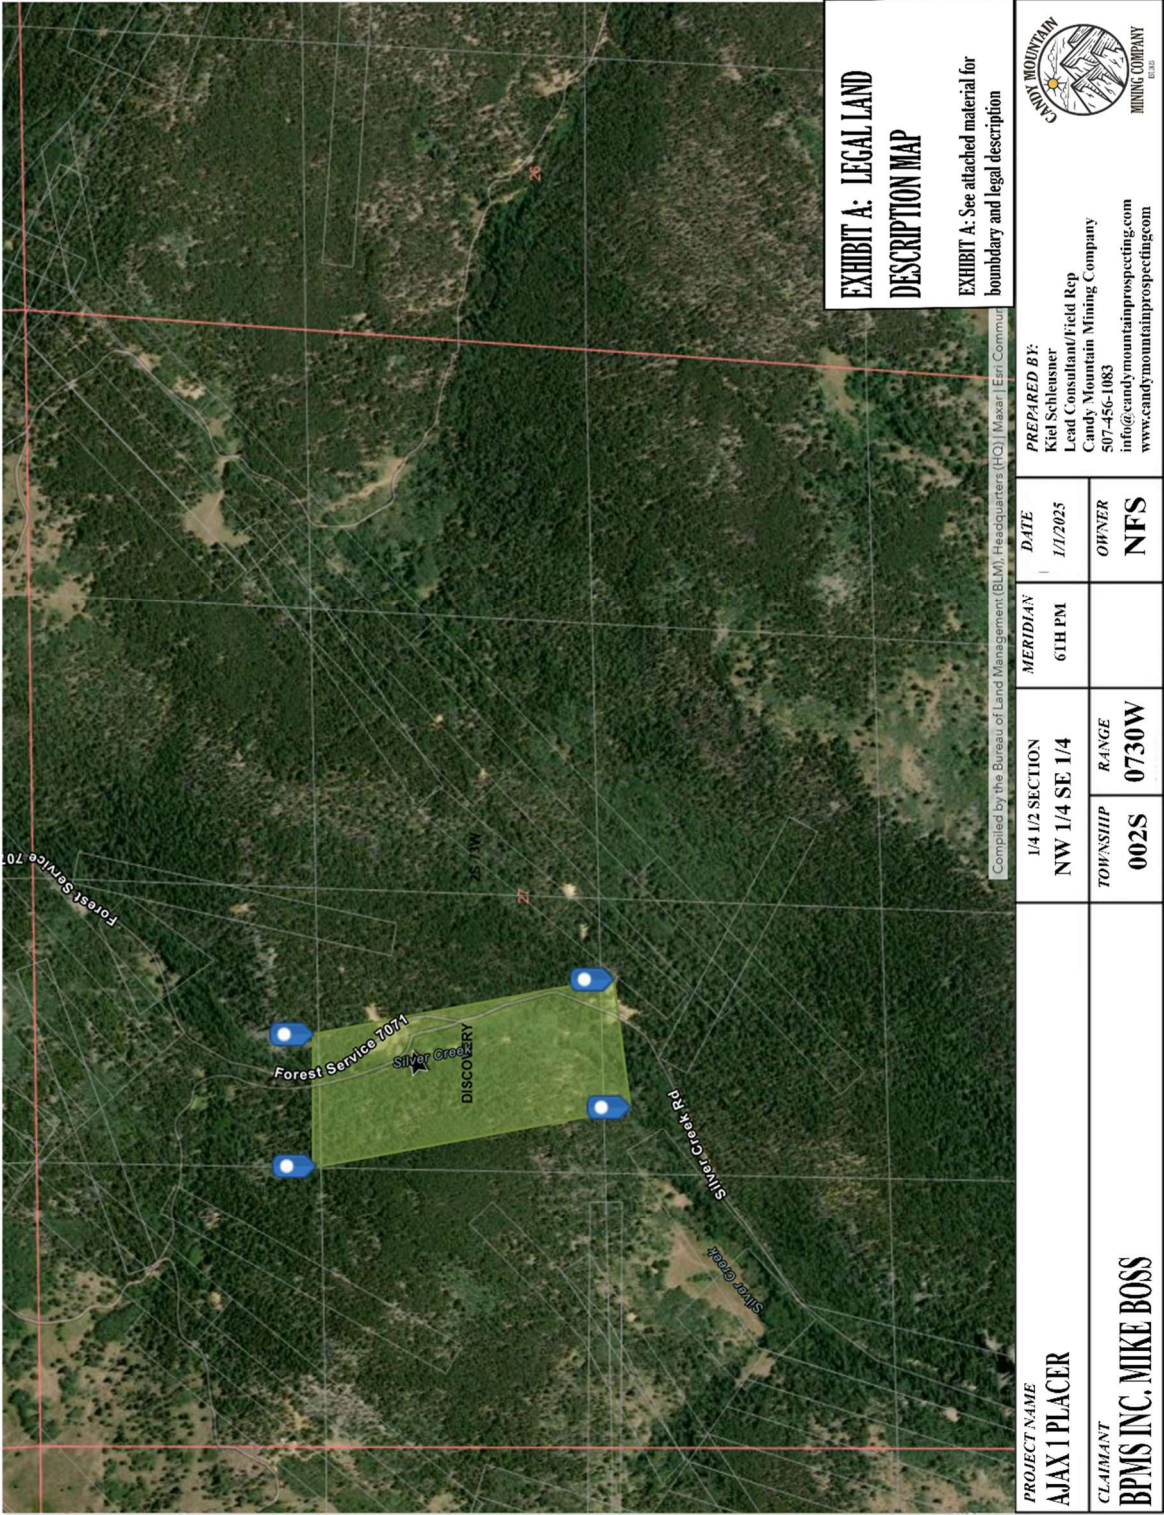 Forest Service 707
Forest Service 7071
Silver Creek
DISCOVERY
2S 71W
27
26
Silver Creek Rd
Silver Creek
EXHIBIT A: LEGAL LAND
DESCRIPTION MAP
EXHIBIT A: See attached material for
bounbdary and legal description
Compiled by the Bureau of Land Management (BLM), Headquarters (HQ) | Maxar | Esri Commun
PROJECT NAME
AJAX 1 PLACER
CLAIMANT
BPMS INC. MIKE BOSS
1/4 1/2 SECTION
NW 1/4 SE 1/4
TOWNSHIP
002S
RANGE
0730W
MERIDIAN
6TH PM
DATE
1/1/2025
OWNER
NFS
PREPARED BY:
Kiel Schleusner
Lead Consultant/Field Rep
Candy Mountain Mining Company
507-456-1083
info@candymountainprospecting.com
www.candymountainprospectingcom
CANDY MOUNTAIN
MINING COMPANY